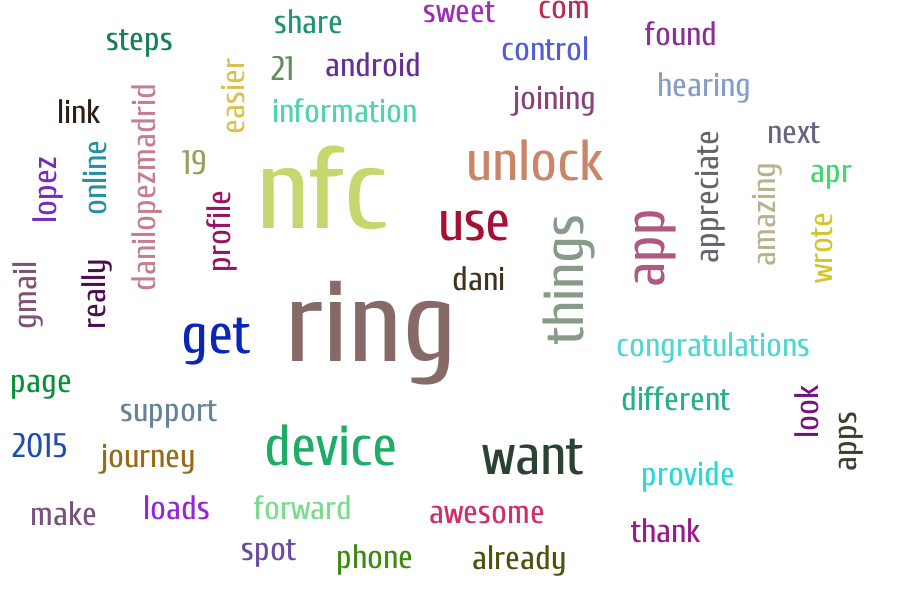 sweet
com
share
steps
control
found
21
android
easier
information
joining
hearing
link
danilopezmadrid
online
lopez
19
nfc
unlock
next
appreciate
amazing
apr
profile
use
things
app
wrote
gmail
really
dani
ring
get
congratulations
page
support
different
look
apps
2015
journey
device
want
provide
make
loads
forward
awesome
thank
spot
phone
already